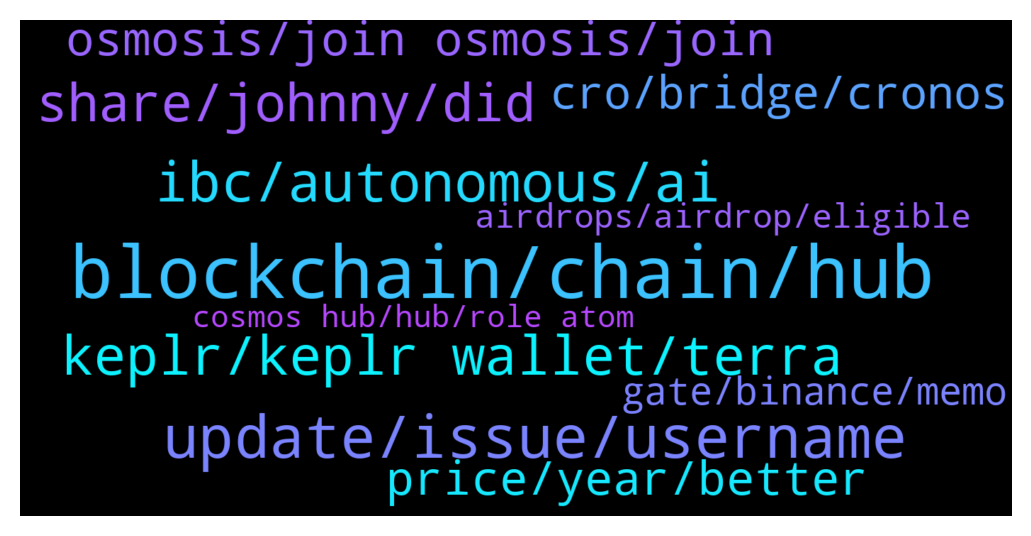 osmosis/join osmosis/join
share/johnny/did
cro/bridge/cronos
ibc/autonomous/ai
airdrops/airdrop/eligible
blockchain/chain/hub
cosmos hub/hub/role atom
keplr/keplr wallet/terra
gate/binance/memo
update/issue/username
price/year/better